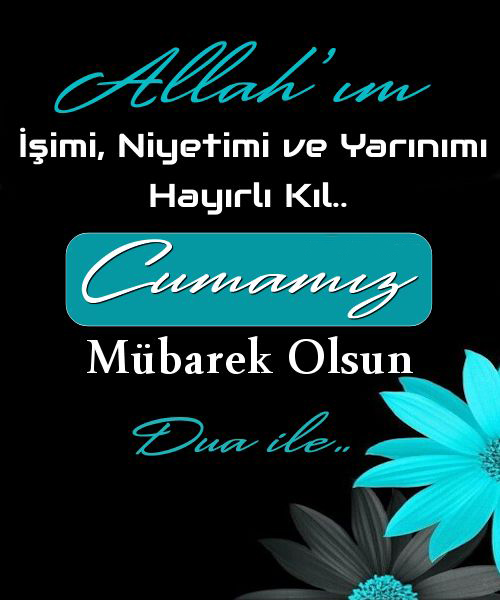 Allah'ım
İşimi, Niyetimi ve Yarınımı
Hayırlı Kıl..
Cumamız
Mübarek Olsun
Dua ile..